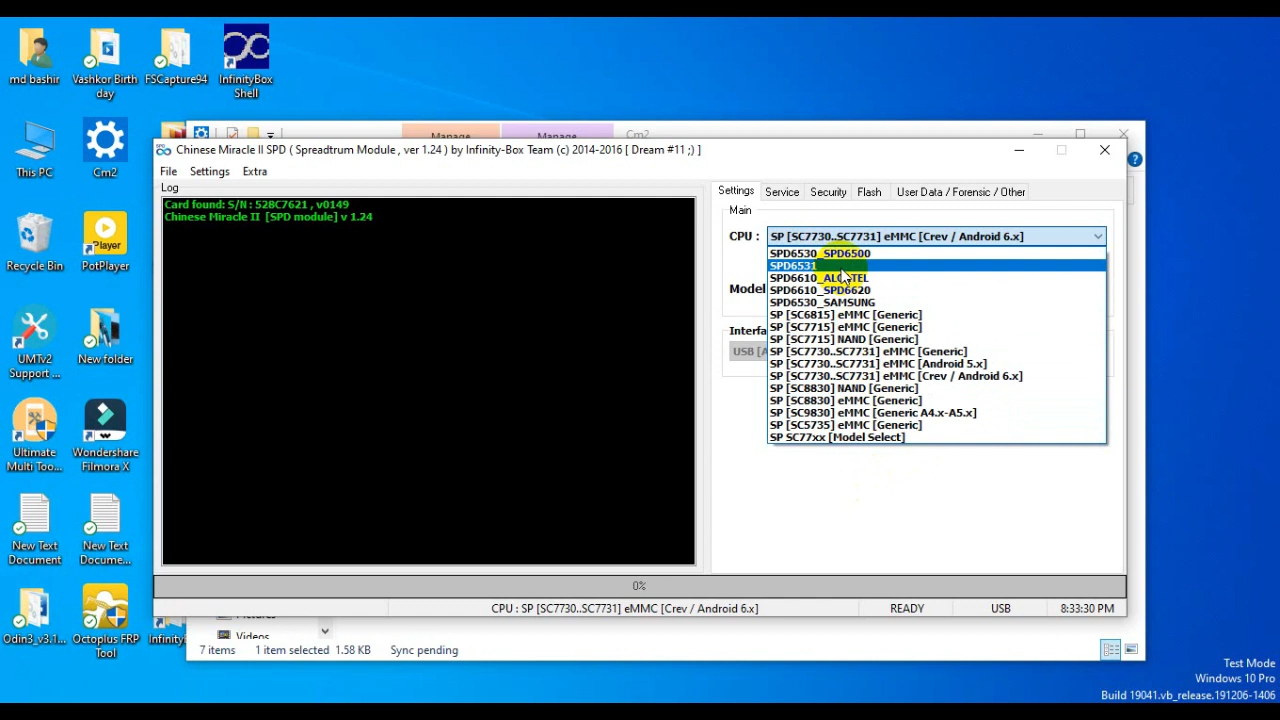 md bashir
Vashkor Birth
day
FSCapture94
InfinityBox
Shell
This PC
Cm2
Recycle Bin
Player
PotPlayer
UMTv2
Support ...
New folder
Ultimate
Multi Too...
Wondershare
Filmora X
New Text
Document
New Text
Docume...
Odin3_v3.1...
Octoplus FRP
Tool
Infinityl
Manage
Manage
Cm2
Chinese Miracle II SPD ( Spreadtrum Module , ver 1.24 ) by Infinity-Box Team (c) 2014-2016 [ Dream #11 ;) ]
File
Settings
Extra
Log
Card found: S/N : 528C7621 , v0149
Chinese Miracle II [SPD module] v 1.24
Settings
Service
Security
Flash
User Data / Forensic / Other
Main
CPU :
SP [SC7730..SC7731] eMMC [Crev / Android 6.x]
SPD6530_SPD6500
SPD6531
SPD6610_ALCATEL
SPD6610_SPD6620
SPD6530_SAMSUNG
SP [SC6815] eMMC [Generic]
SP [SC7715] eMMC [Generic]
SP [SC7715] NAND [Generic]
SP [SC7730..SC7731] eMMC [Generic]
SP [SC7730..SC7731] eMMC [Android 5.x]
SP [SC7730..SC7731] eMMC [Crev / Android 6.x]
SP [SC8830] NAND [Generic]
SP [SC8830] eMMC [Generic]
SP [SC9830] eMMC [Generic A4.x-A5.x]
SP [SC5735] eMMC [Generic]
SP SC77xx [Model Select]
Model
Interfa
USB [A
0%
CPU : SP [SC7730..SC7731] eMMC [Crev / Android 6.x]
READY
USB
8:33:30 PM
Videos
7 items
1 item selected 1.58 KB
Sync pending
Test Mode
Windows 10 Pro
Build 19041.vb_release.191206-1406